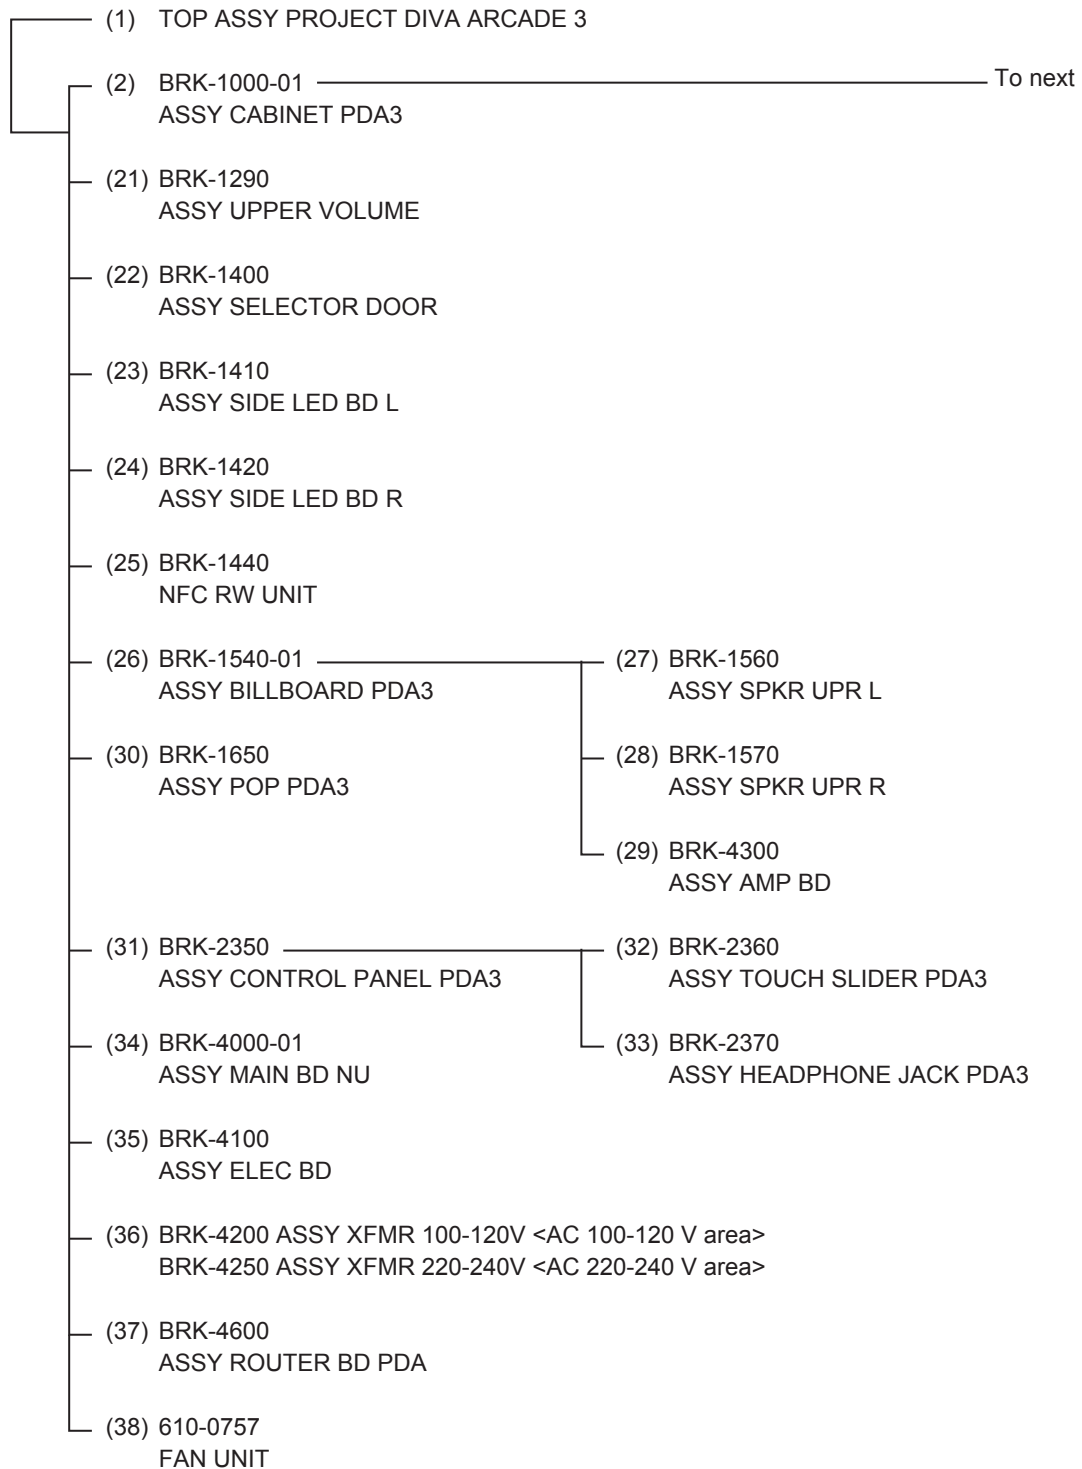 (1) TOP ASSY PROJECT DIVA ARCADE 3
(2) BRK-1000-01 To next
ASSY CABINET PDA3
(21) BRK-1290
ASSY UPPER VOLUME
(22) BRK-1400
ASSY SELECTOR DOOR
(23) BRK-1410
ASSY SIDE LED BD L
(24) BRK-1420
ASSY SIDE LED BD R
(25) BRK-1440
NFC RW UNIT
(26) BRK-1540-01
ASSY BILLBOARD PDA3
(27) BRK-1560
ASSY SPKR UPR L
(30) BRK-1650
ASSY POP PDA3
(28) BRK-1570
ASSY SPKR UPR R
(29) BRK-4300
ASSY AMP BD
(31) BRK-2350
ASSY CONTROL PANEL PDA3
(32) BRK-2360
ASSY TOUCH SLIDER PDA3
(34) BRK-4000-01
ASSY MAIN BD NU
(33) BRK-2370
ASSY HEADPHONE JACK PDA3
(35) BRK-4100
ASSY ELEC BD
(36) BRK-4200 ASSY XFMR 100-120V <AC 100-120 V area>
BRK-4250 ASSY XFMR 220-240V <AC 220-240 V area>
(37) BRK-4600
ASSY ROUTER BD PDA
(38) 610-0757
FAN UNIT